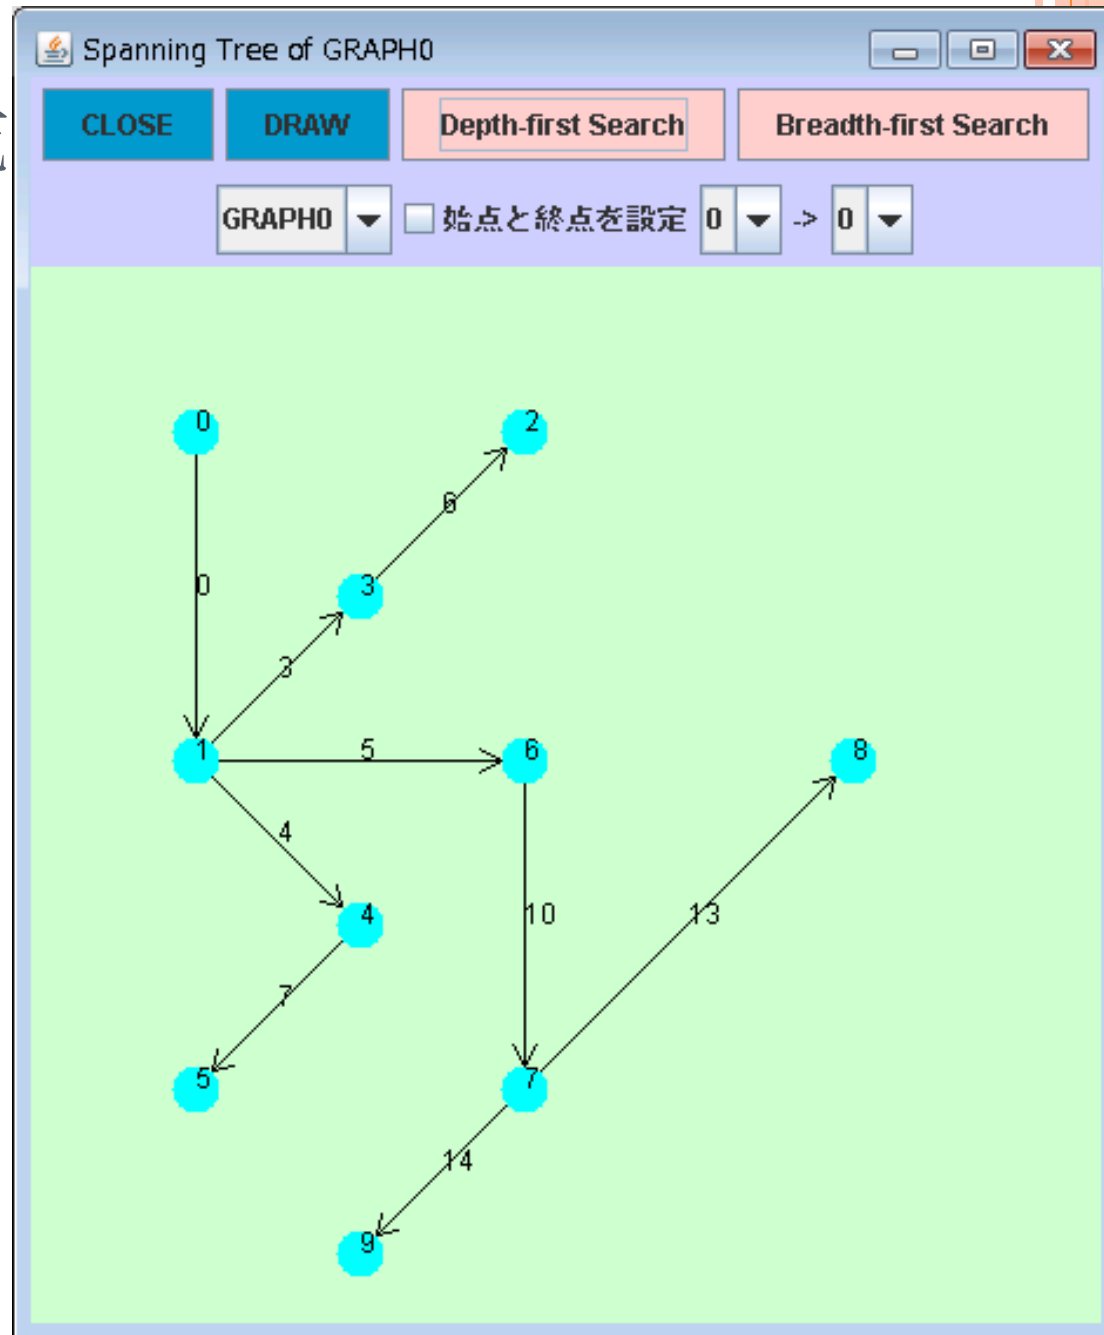 Spanning Tree of GRAPH0
CLOSE DRAW Depth-first Search Breadth-first Search
GRAPH0 始点と終点を設定 0 -> 0
0 2
6
0 3
3
1 5 6 8
4
4 10 13
7
5 7
14
9